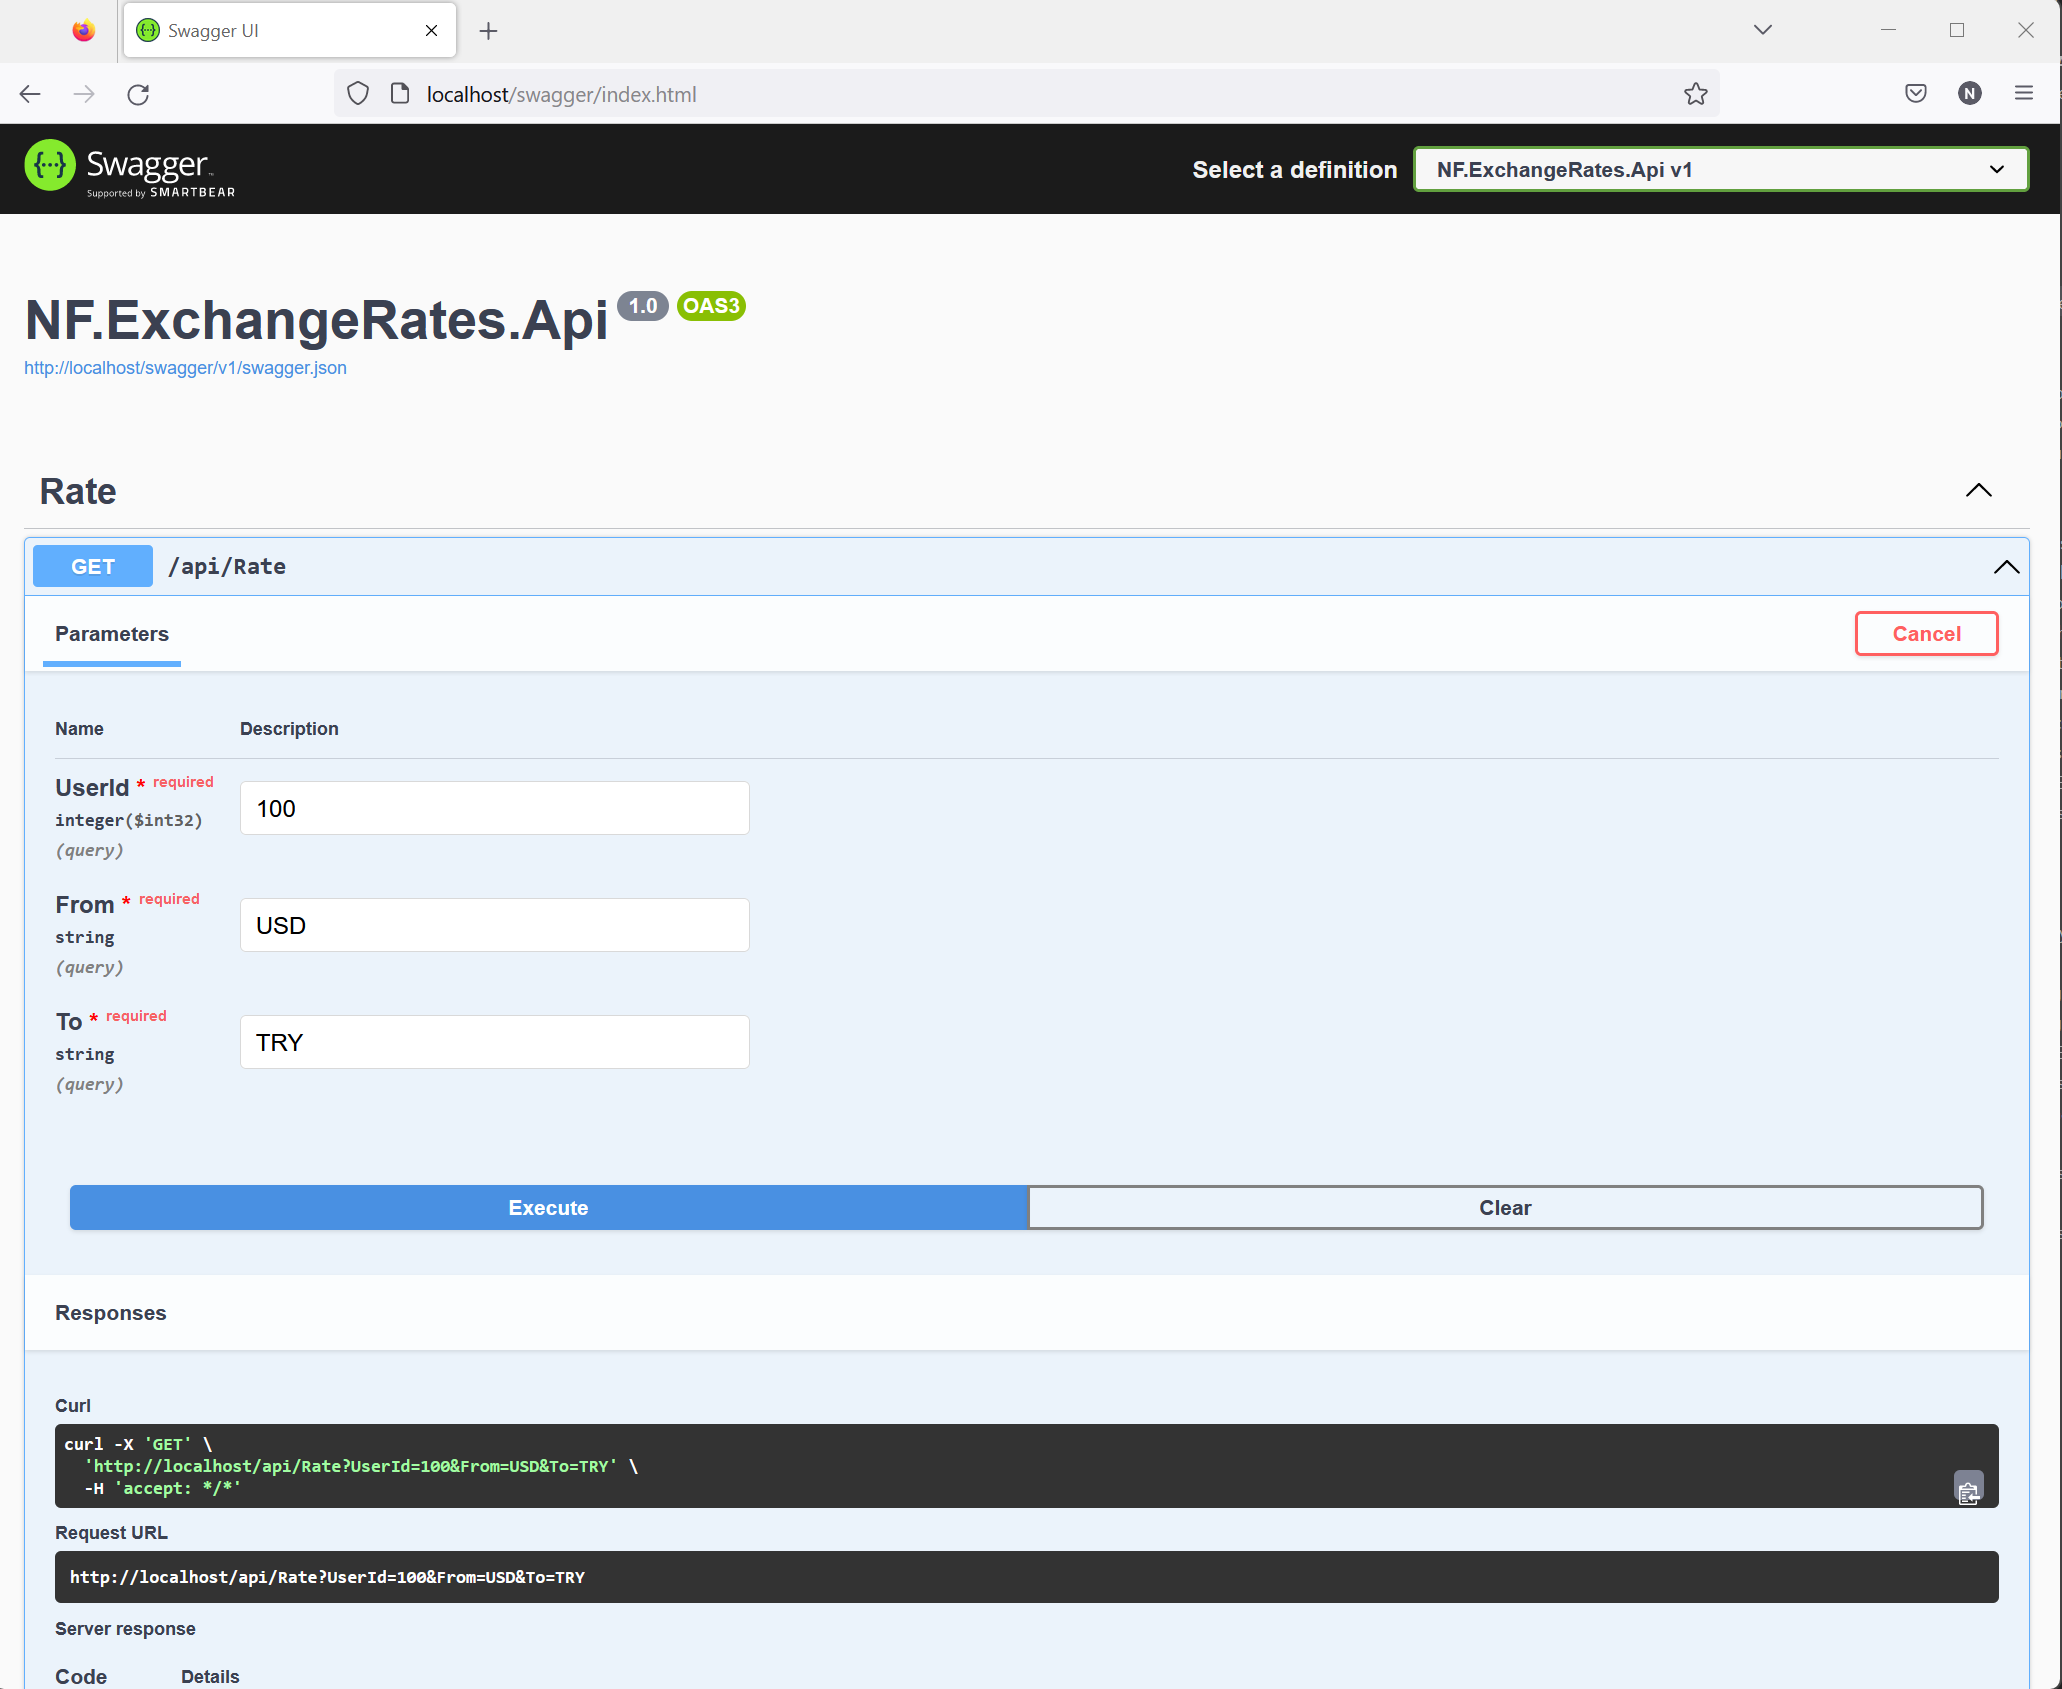 Swagger UI
localhost/swagger/index.html
N
{...} Swagger™
Supported by SMARTBEAR
Select a definition
NF.ExchangeRates.Api v1
NF.ExchangeRates.Api 1.0 OAS3
http://localhost/swagger/v1/swagger.json
Rate
GET /api/Rate
Parameters
Cancel
Name Description
UserId * required
integer($int32)
(query)
100
From * required
string
(query)
USD
To * required
string
(query)
TRY
Execute
Clear
Responses
Curl
curl -X 'GET' \
'http://localhost/api/Rate?UserId=100&From=USD&To=TRY' \
-H 'accept: */*'
Request URL
http://localhost/api/Rate?UserId=100&From=USD&To=TRY
Server response
Code Details